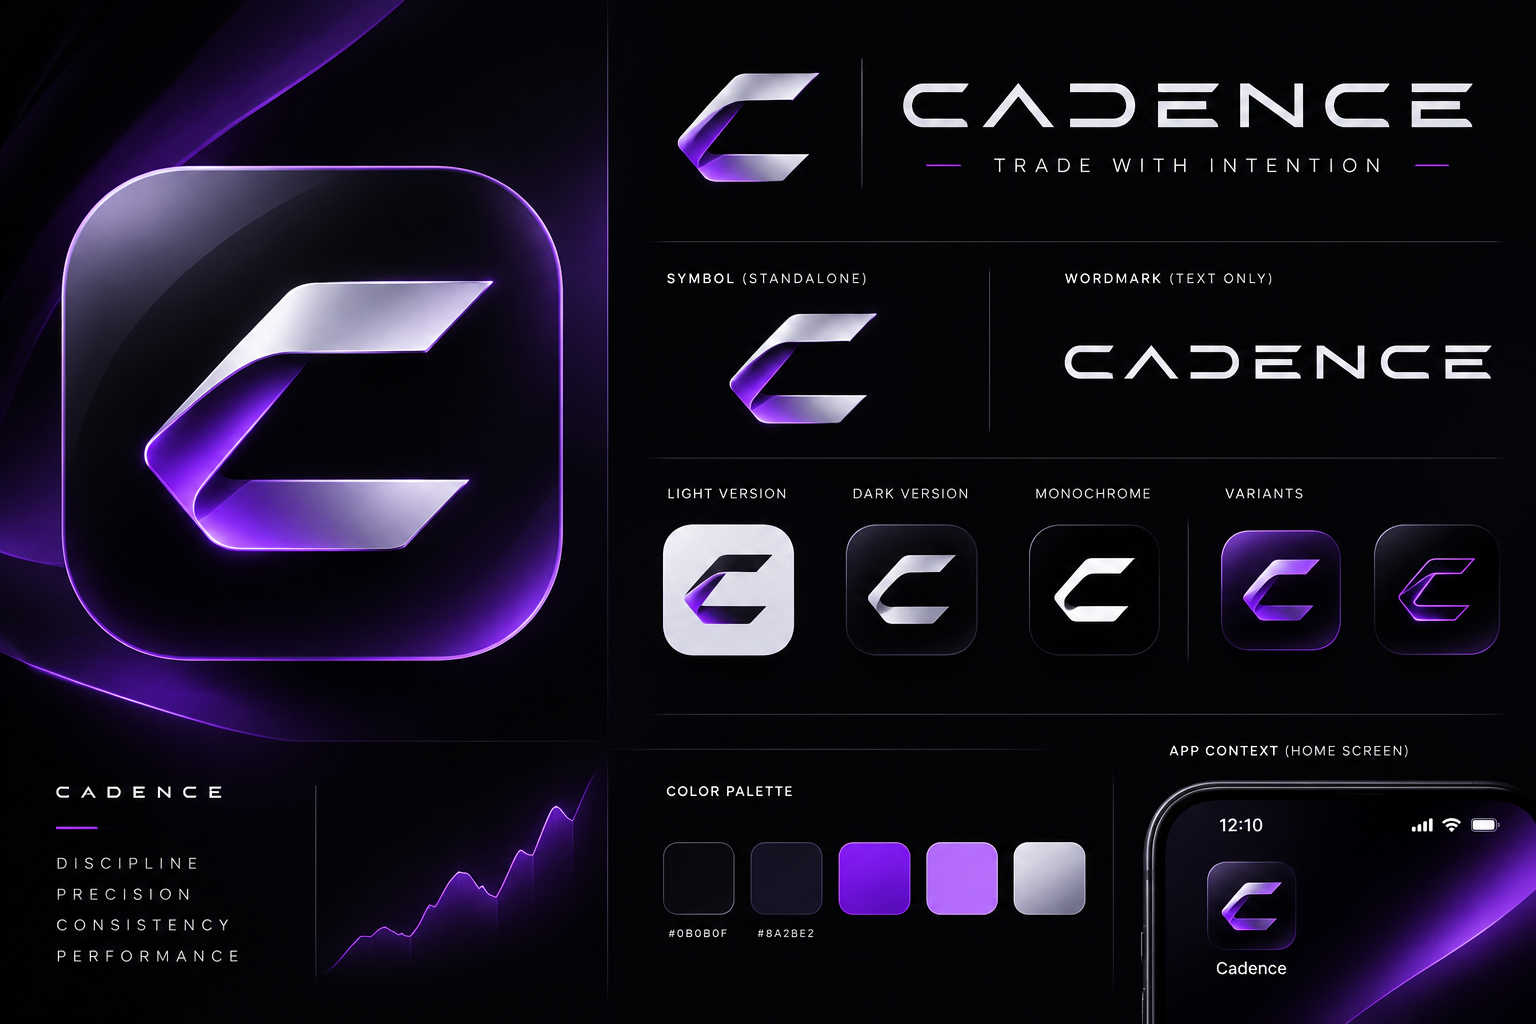 CADENCE
TRADE WITH INTENTION
SYMBOL (STANDALONE)
WORDMARK (TEXT ONLY)
CADENCE
LIGHT VERSION
DARK VERSION
MONOCHROME
VARIANTS
CADENCE
DISCIPLINE
PRECISION
CONSISTENCY
PERFORMANCE
COLOR PALETTE
#0B0B0F
#8A2BE2
APP CONTEXT (HOME SCREEN)
12:10
Cadence